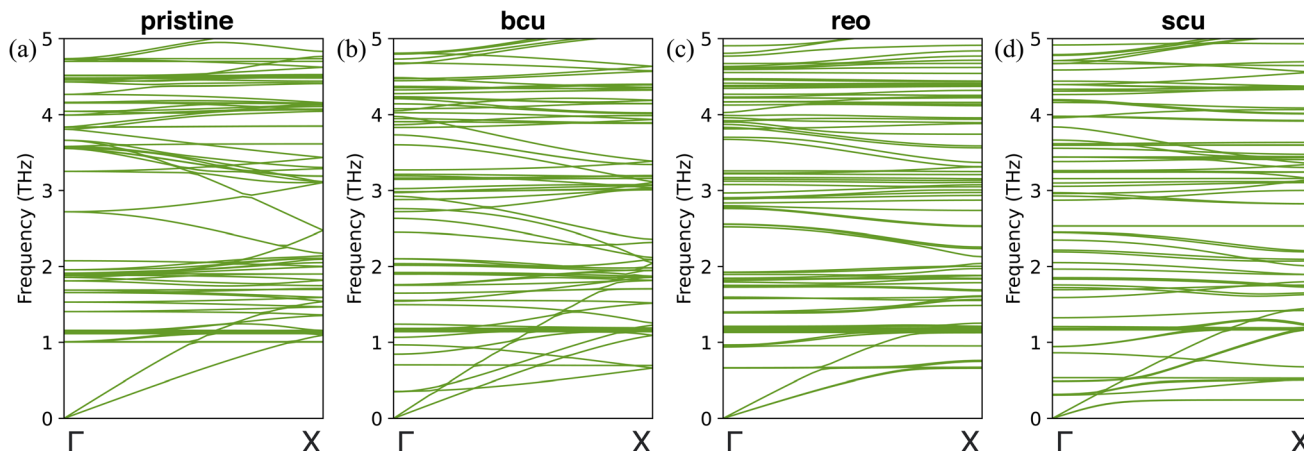 pristine
bcu
reo
scu
(a)
(b)
(c)
(d)
5
4
3
2
1
0
Frequency (THz)
Γ
X
5
4
3
2
1
0
Frequency (THz)
Γ
X
5
4
3
2
1
0
Frequency (THz)
Γ
X
5
4
3
2
1
0
Frequency (THz)
Γ
X